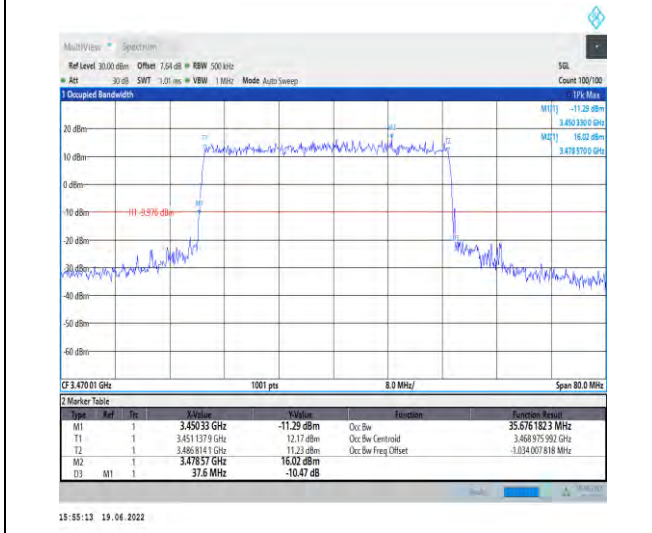 MultiView Spectrum
Ref Level 30.00 dBm Offset 7.64 dB RBW 500 kHz SGL
Att 30 dB SWT 1.01 ms VBW 1 MHz Mode Auto Sweep Count 100/100
1 Occupied Bandwidth 1Pk Max
M1[1] -11.29 dBm
3.450 330 0 GHz
M2[1] 16.02 dBm
3.478 570 0 GHz
20 dBm
T1 M2 T2
10 dBm
0 dBm
M1
-10 dBm H1 -9.976 dBm
-20 dBm
-30 dBm
-40 dBm
-50 dBm
-60 dBm
CF 3.470 01 GHz 1001 pts 8.0 MHz/ Span 80.0 MHz
2 Marker Table
Type Ref Trc X-Value Y-Value Function Function Result
M1 1 3.450 33 GHz -11.29 dBm Occ Bw 35.676 182 3 MHz
T1 1 3.451 137 9 GHz 12.17 dBm Occ Bw Centroid 3.468 975 992 GHz
T2 1 3.486 814 1 GHz 11.23 dBm Occ Bw Freq Offset -1.034 007 818 MHz
M2 1 3.478 57 GHz 16.02 dBm
D3 M1 1 37.6 MHz -10.47 dB
15:55:13 19.06.2022